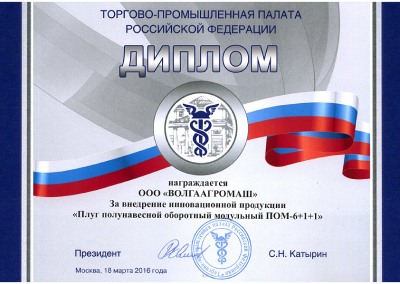 ТОРГОВО-ПРОМЫШЛЕННАЯ ПАЛАТА
РОССИЙСКОЙ ФЕДЕРАЦИИ
ДИПЛОМ
награждается
ООО «ВОЛГААГРОМАШ»
За внедрение инновационной продукции
«Плуг полунавесной оборотный модульный ПОМ-6+1+1»
Президент
С.Н. Катырин
Москва, 18 марта 2016 года